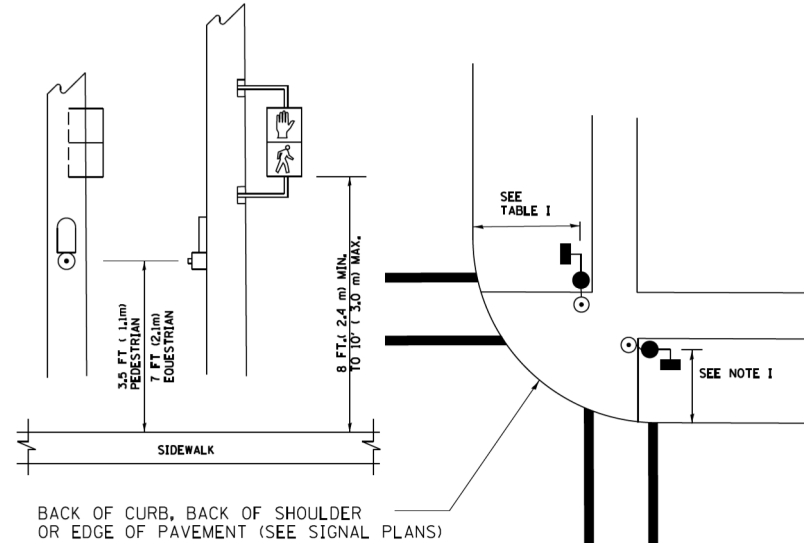 3.5 FT ( 1.1m)
PEDESTRIAN
7 FT (2.1m)
EQUESTRIAN
8 FT.( 2.4 m) MIN.
TO 10' ( 3.0 m) MAX.
SIDEWALK
SEE
TABLE I
SEE NOTE I
BACK OF CURB, BACK OF SHOULDER
OR EDGE OF PAVEMENT (SEE SIGNAL PLANS)